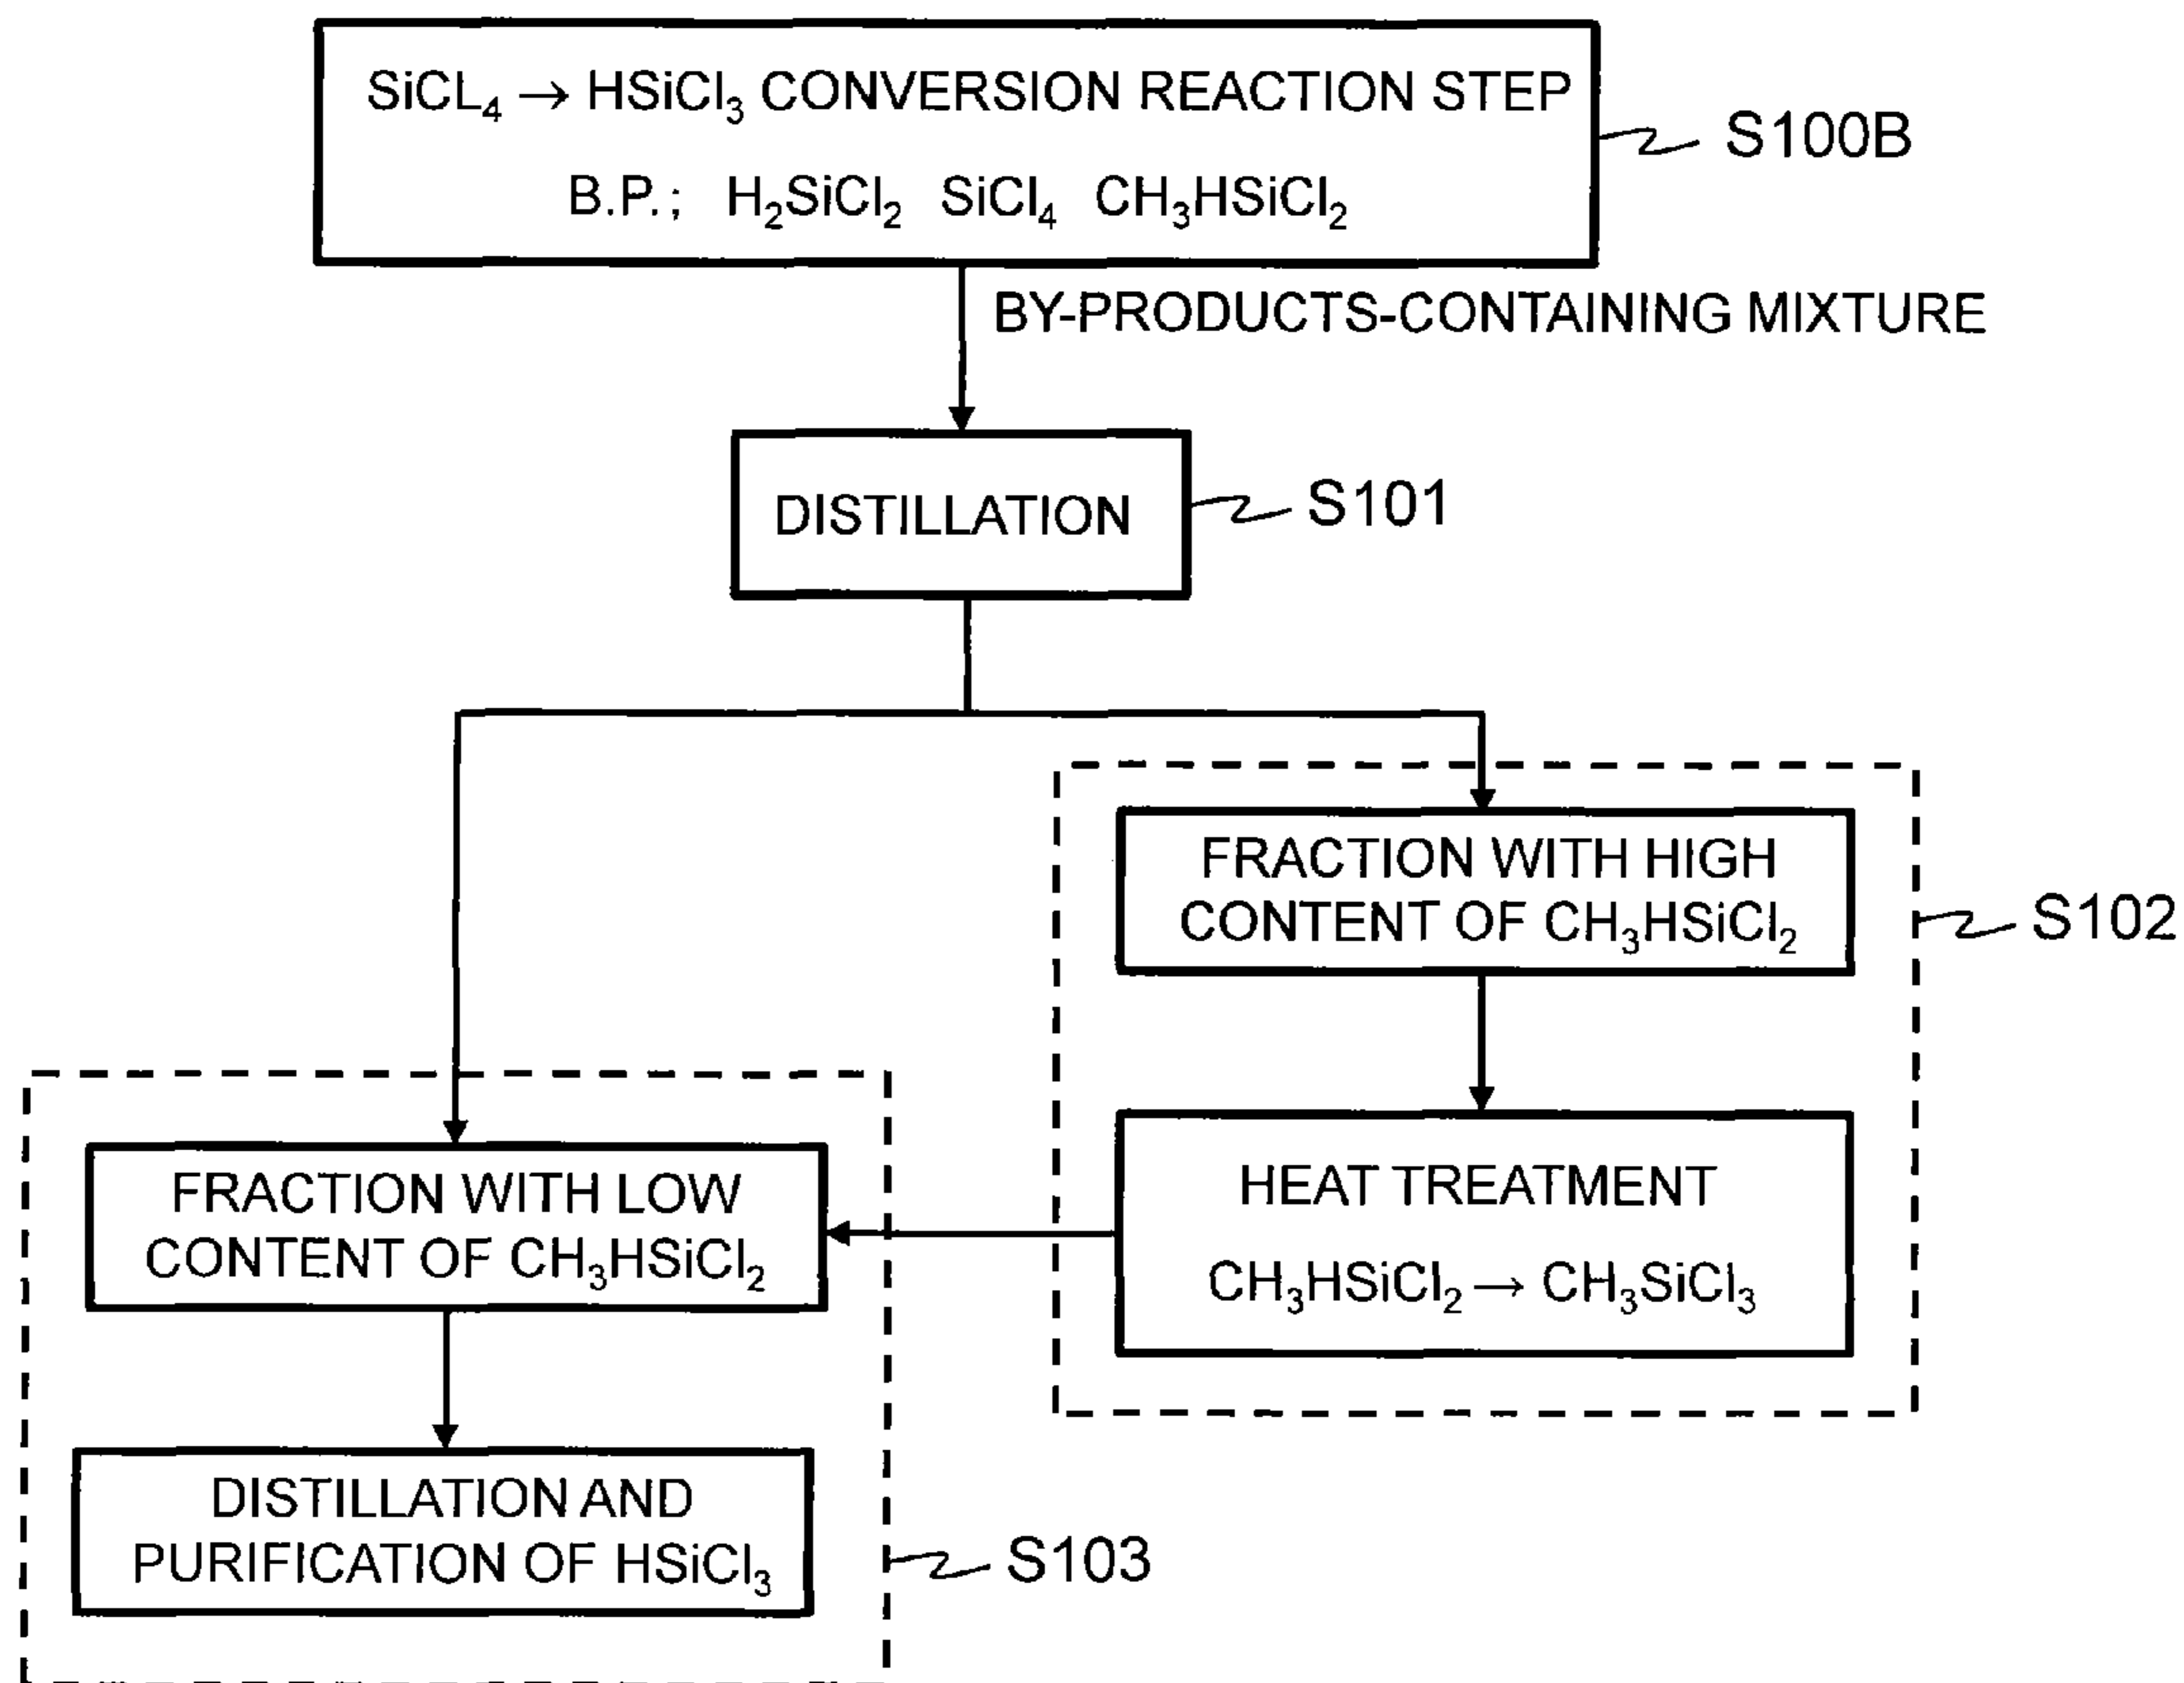 SiCL₄ → HSiCl₃ CONVERSION REACTION STEP
B.P.; H₂SiCl₂ SiCl₄ CH₃HSiCl₂
S100B
BY-PRODUCTS-CONTAINING MIXTURE
DISTILLATION
S101
FRACTION WITH HIGH
CONTENT OF CH₃HSiCl₂
S102
HEAT TREATMENT
CH₃HSiCl₂ → CH₃SiCl₃
FRACTION WITH LOW
CONTENT OF CH₃HSiCl₂
DISTILLATION AND
PURIFICATION OF HSiCl₃
S103